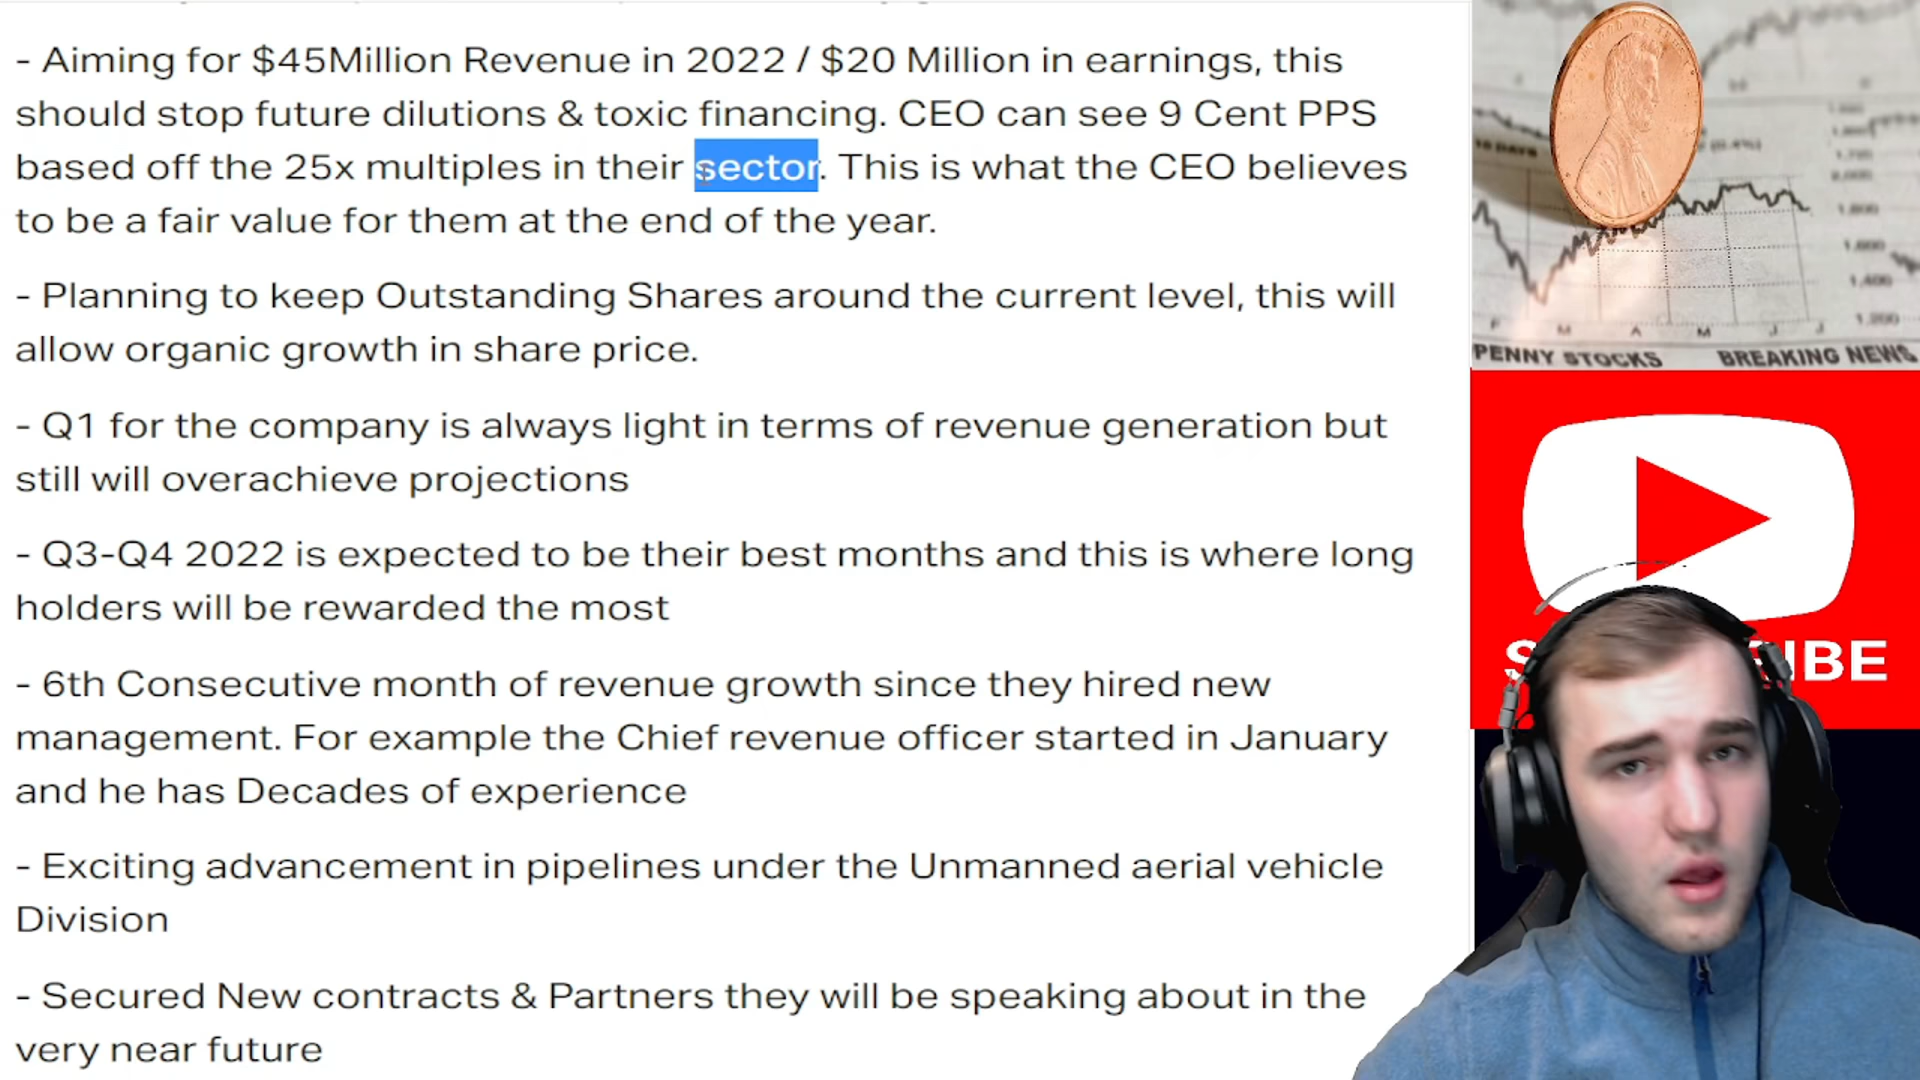 - Aiming for $45Million Revenue in 2022 / $20 Million in earnings, this
should stop future dilutions & toxic financing. CEO can see 9 Cent PPS
based off the 25x multiples in their sector. This is what the CEO believes
to be a fair value for them at the end of the year.
- Planning to keep Outstanding Shares around the current level, this will
allow organic growth in share price.
- Q1 for the company is always light in terms of revenue generation but
still will overachieve projections
- Q3-Q4 2022 is expected to be their best months and this is where long
holders will be rewarded the most
- 6th Consecutive month of revenue growth since they hired new
management. For example the Chief revenue officer started in January
and he has Decades of experience
- Exciting advancement in pipelines under the Unmanned aerial vehicle
Division
- Secured New contracts & Partners they will be speaking about in the
very near future
PENNY STOCKS BREAKING NEWS